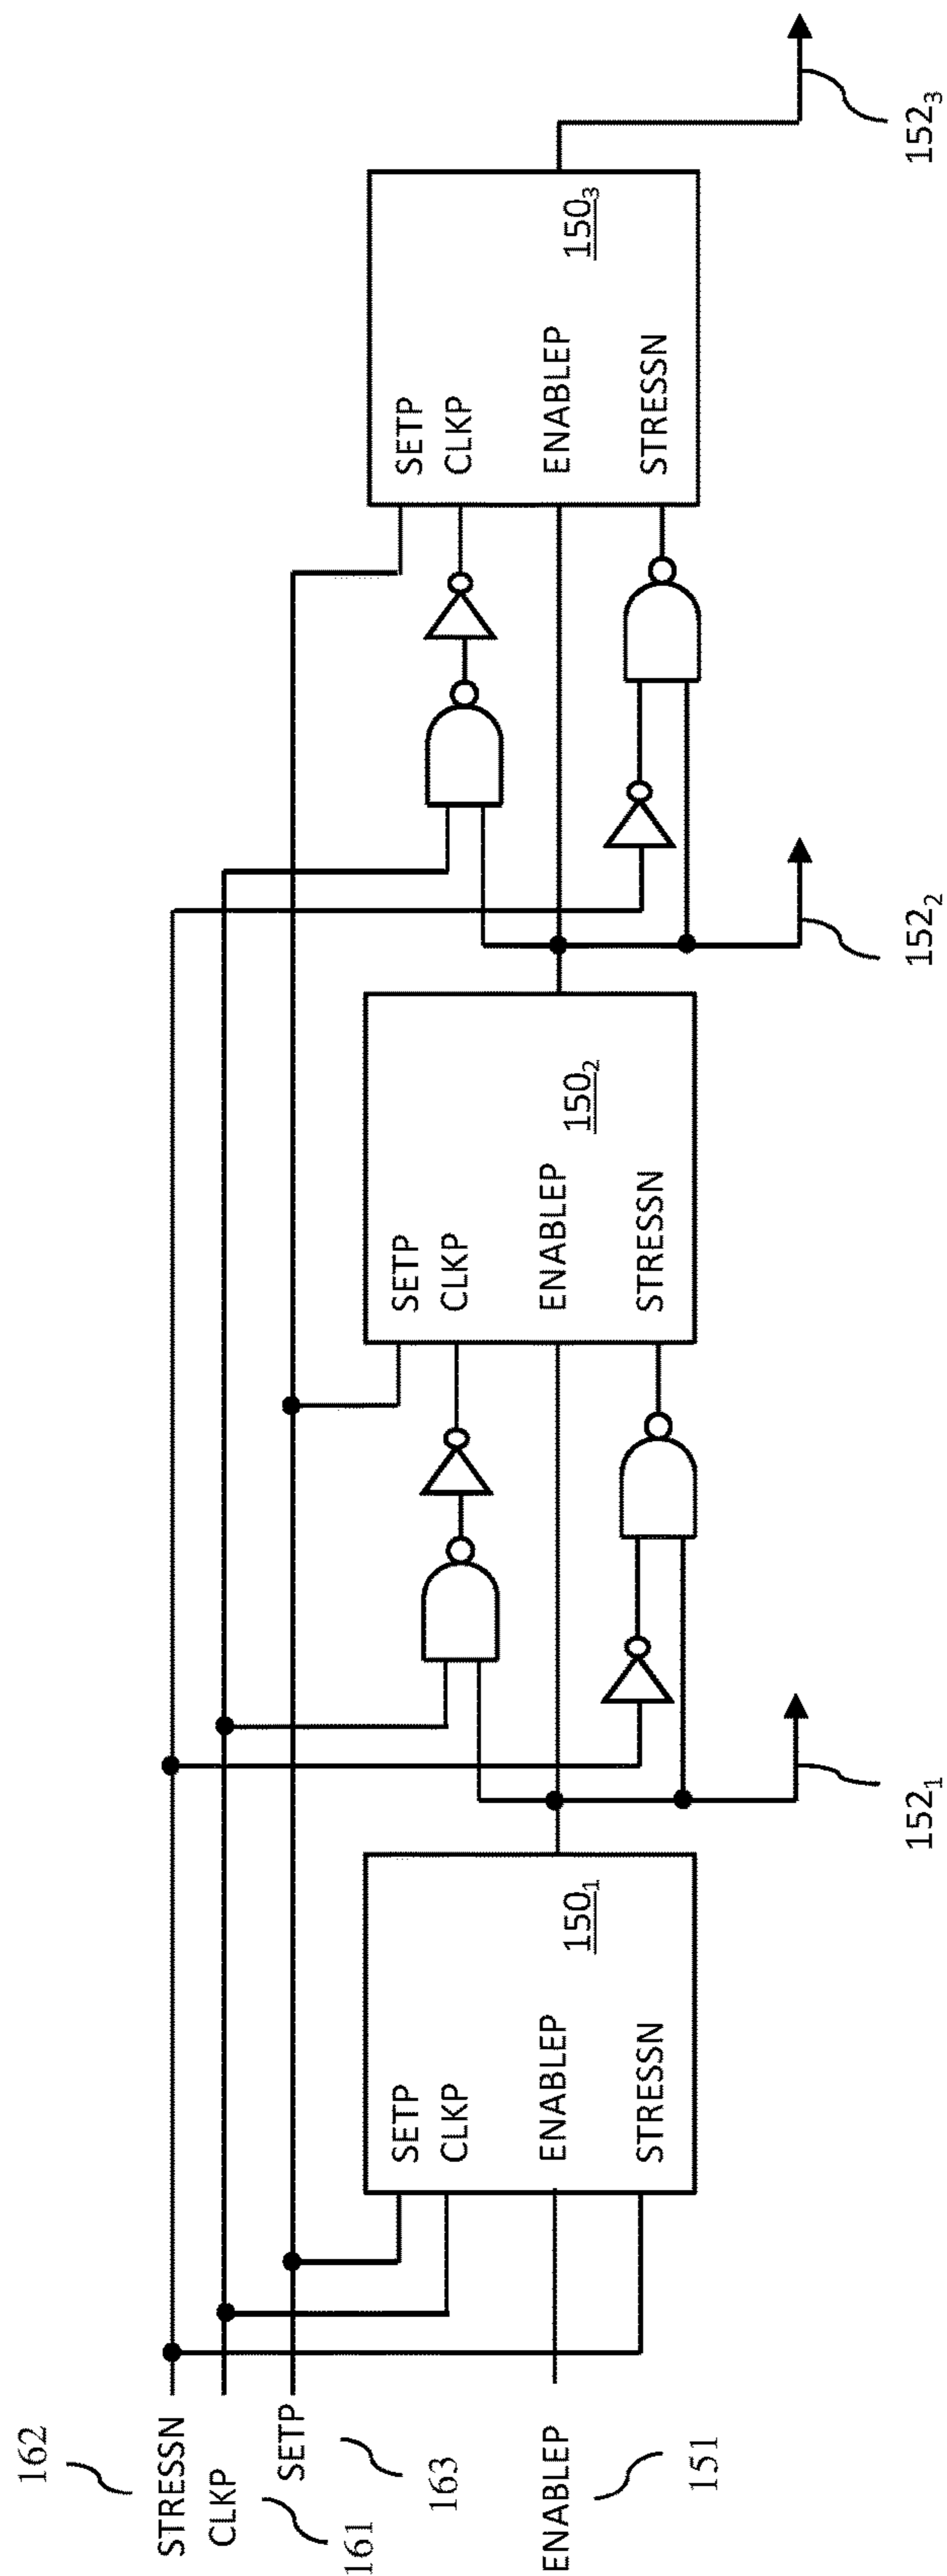 162
STRESSN
CLKP
161
SETP
163
ENABLEP
151
SETP
CLKP
ENABLEP
STRESSN
150₁
152₁
SETP
CLKP
ENABLEP
STRESSN
150₂
152₂
SETP
CLKP
ENABLEP
STRESSN
150₃
152₃